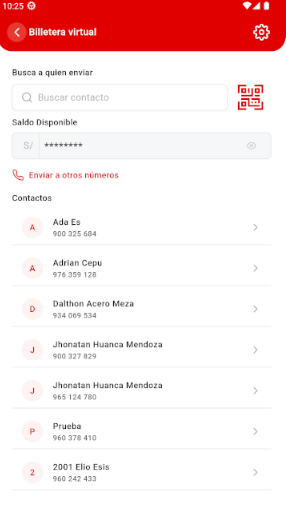 10:25
Billetera virtual
Busca a quien enviar
Buscar contacto
Saldo Disponible
S/ ********
Enviar a otros números
Contactos
A
Ada Es
900 325 684
A
Adrian Cepu
976 359 128
D
Dalthon Acero Meza
934 069 534
J
Jhonatan Huanca Mendoza
900 327 829
J
Jhonatan Huanca Mendoza
965 124 780
P
Prueba
960 378 410
2
2001 Elio Esis
960 242 433